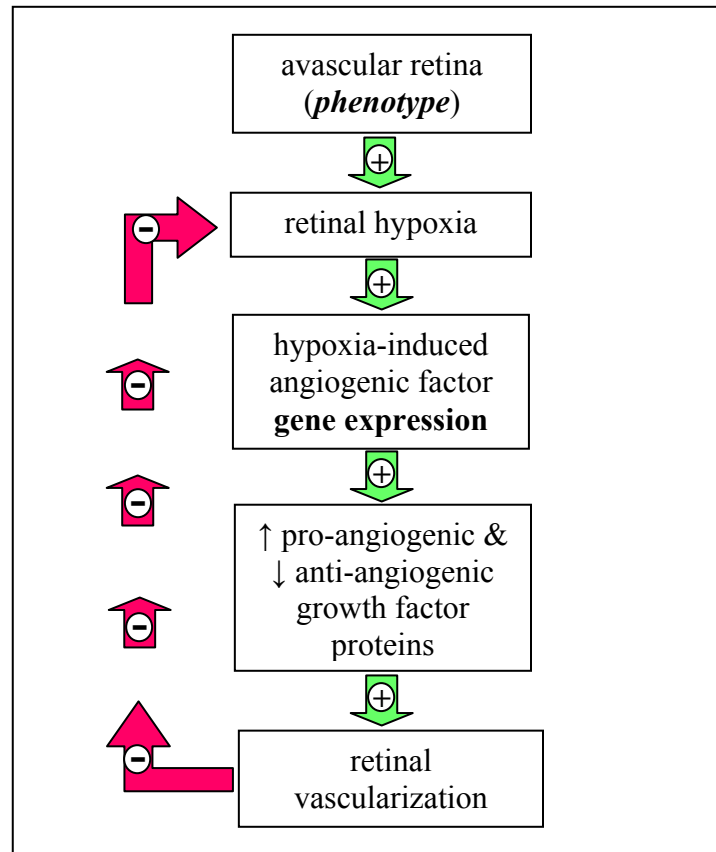 avascular retina
(phenotype)
+
retinal hypoxia
-
+
hypoxia-induced
angiogenic factor
gene expression
-
+
-
↑ pro-angiogenic &
↓ anti-angiogenic
growth factor
proteins
-
+
retinal
vascularization
-